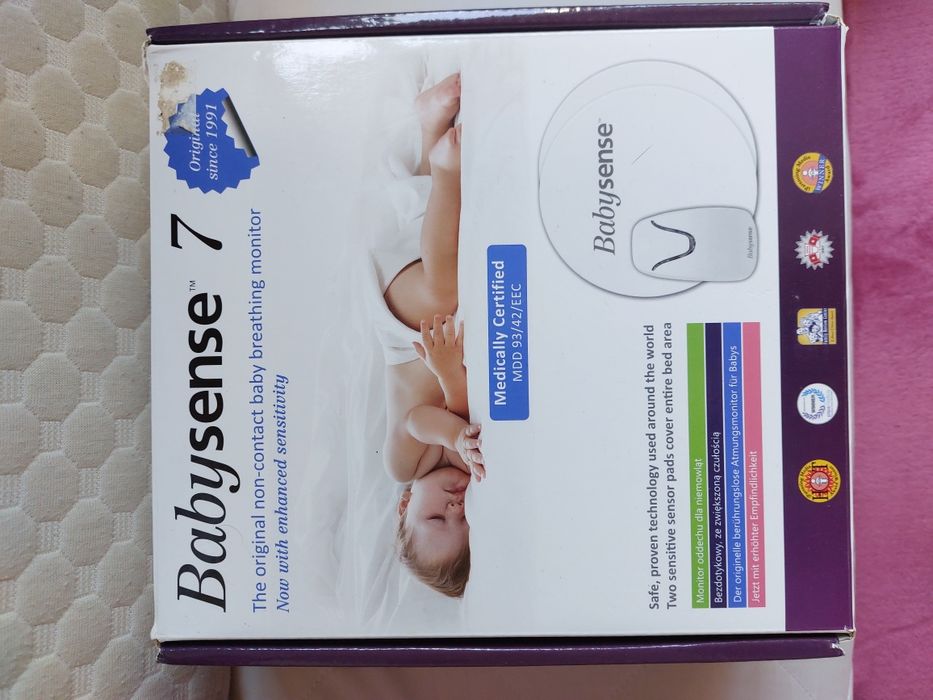 Original
since 1991
Babysense™ 7
The original non-contact baby breathing monitor
Now with enhanced sensitivity
Medically Certified
MDD 93/42/EEC
Babysense™
Babysense
Safe, proven technology used around the world
Two sensitive sensor pads cover entire bed area
Monitor oddechu dla niemowląt
Bezdotykowy, ze zwiększoną czułością
Der originelle berührungslose Atmungsmonitor für Babys
Jetzt mit erhöhter Empfindlichkeit
WINNER